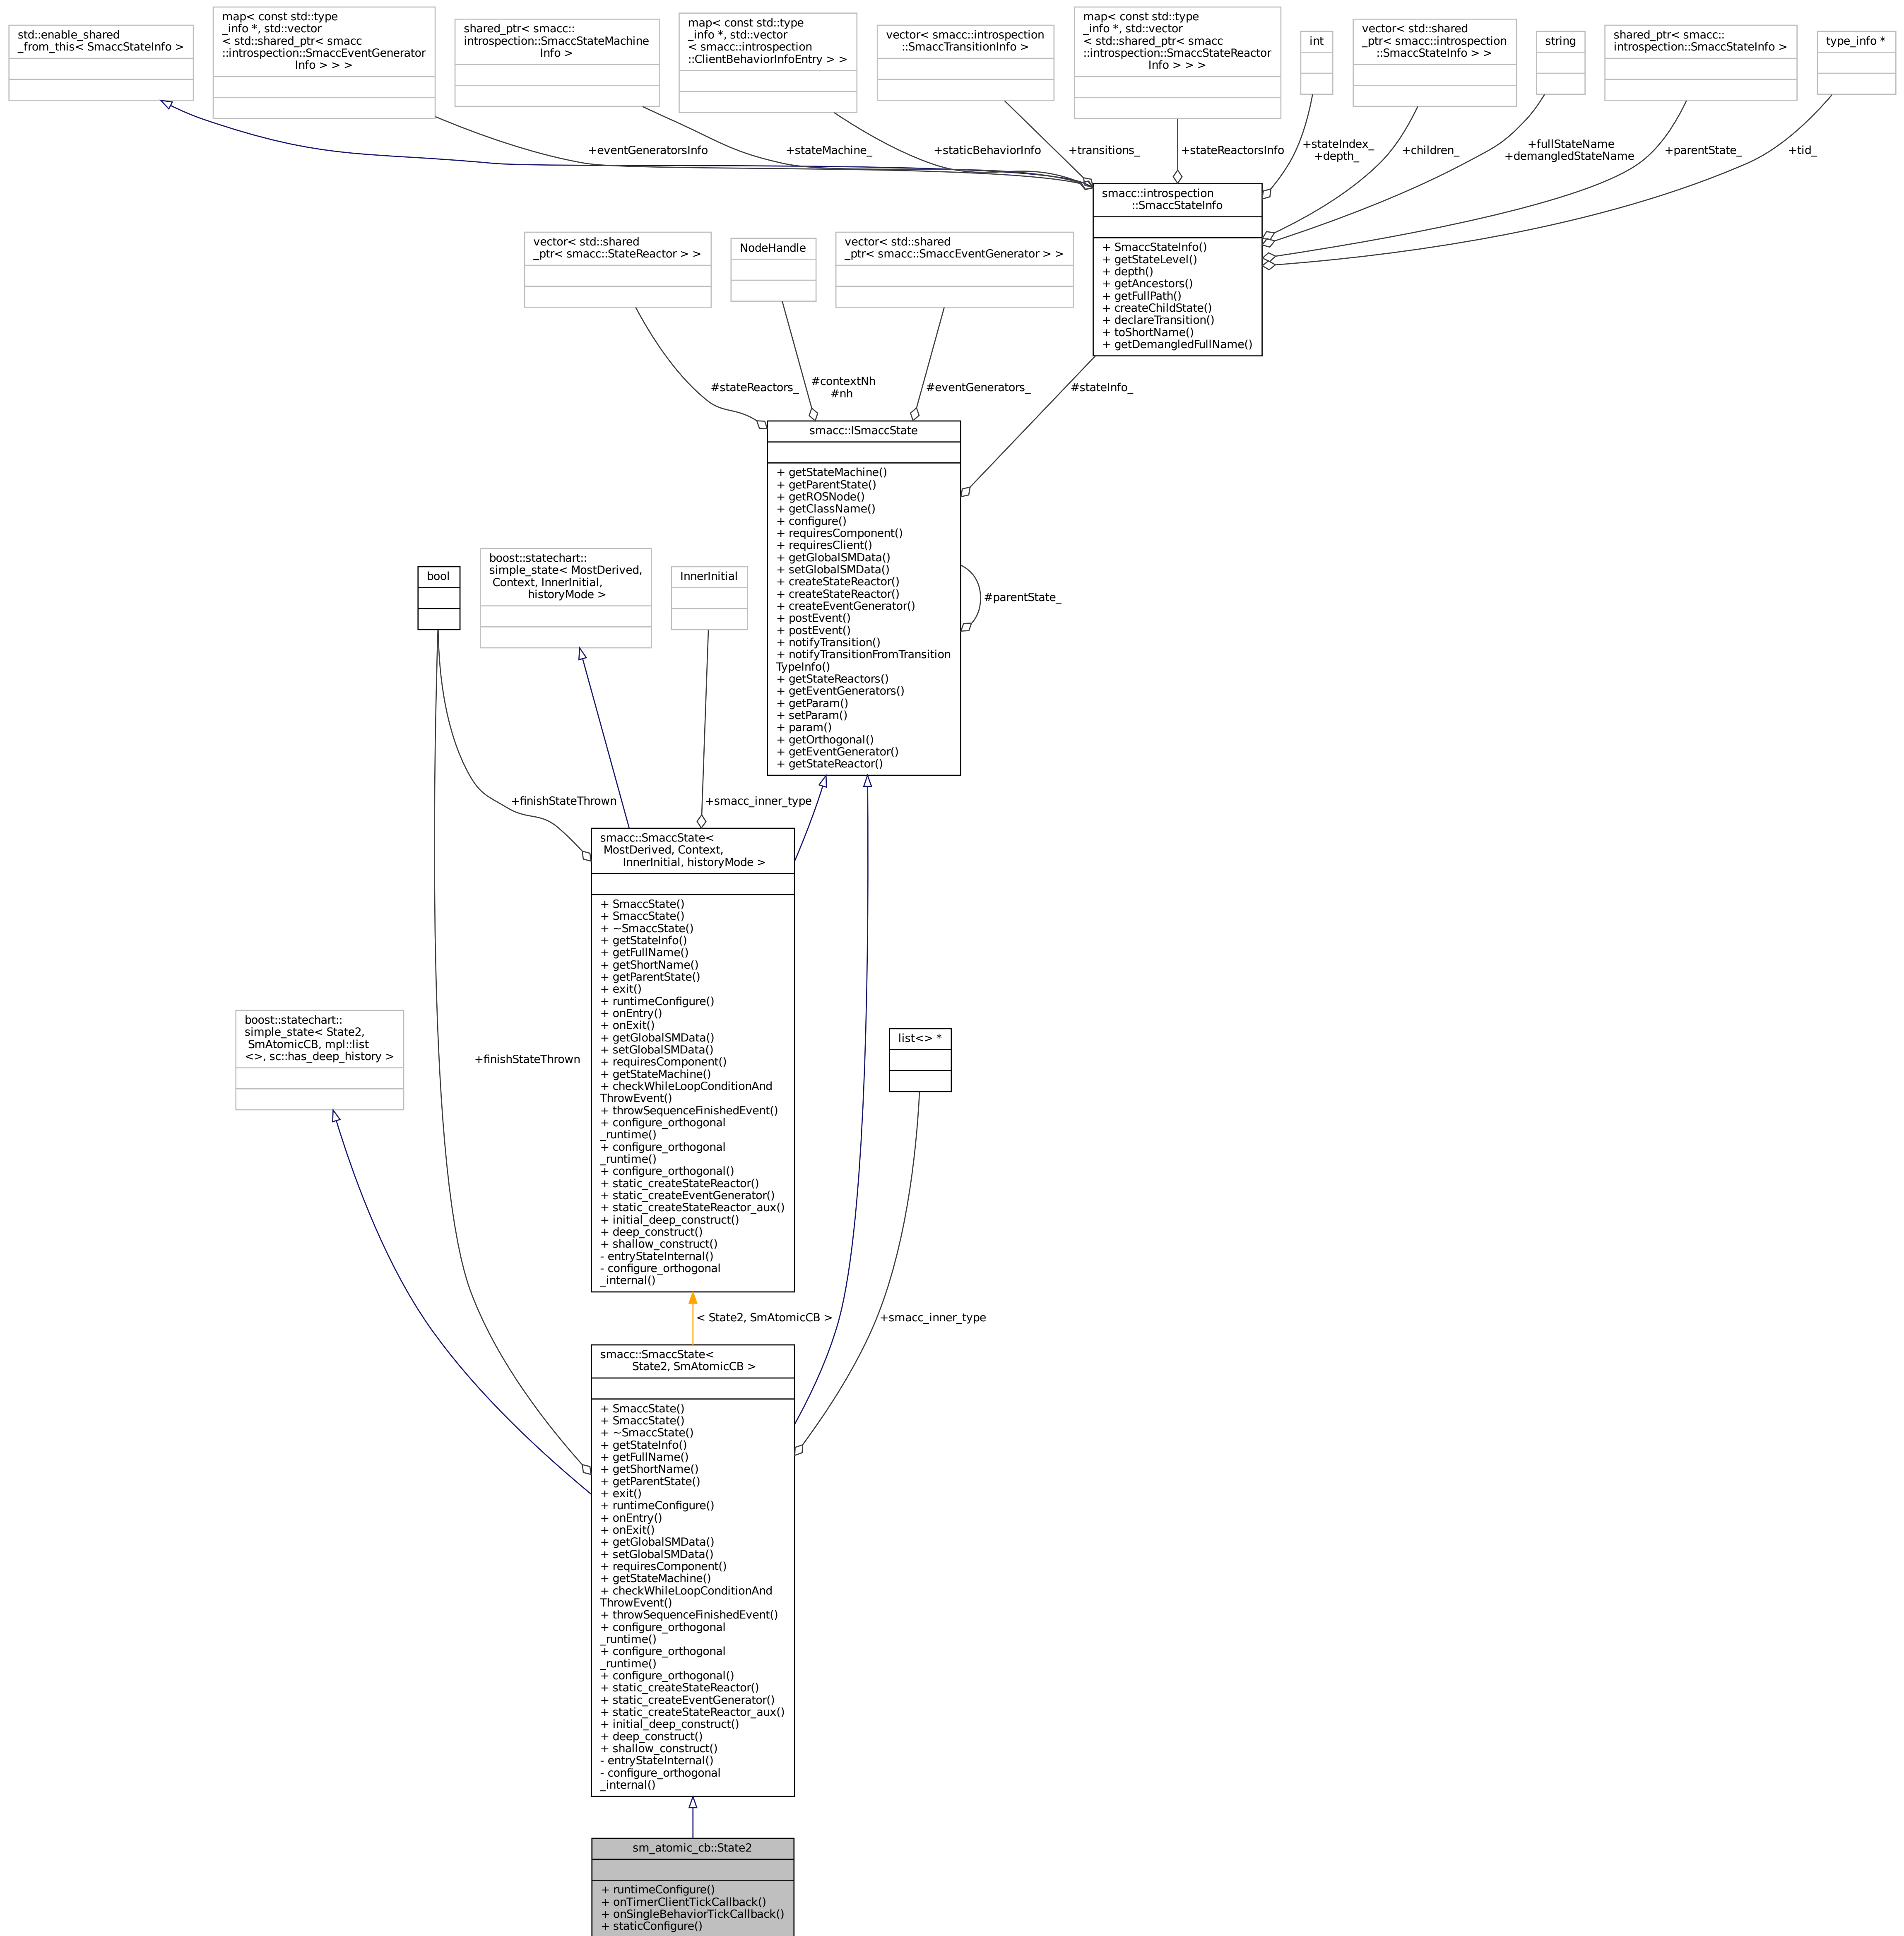 std::enable_shared
_from_this< SmaccStateInfo >
map< const std::type
_info *, std::vector
< std::shared_ptr< smacc
::introspection::SmaccEventGenerator
Info > > >
shared_ptr< smacc::
introspection::SmaccStateMachine
Info >
map< const std::type
_info *, std::vector
< smacc::introspection
::ClientBehaviorInfoEntry > >
vector< smacc::introspection
::SmaccTransitionInfo >
map< const std::type
_info *, std::vector
< std::shared_ptr< smacc
::introspection::SmaccStateReactor
Info > > >
int
vector< std::shared
_ptr< smacc::introspection
::SmaccStateInfo > >
string
shared_ptr< smacc::
introspection::SmaccStateInfo >
type_info *
+eventGeneratorsInfo
+stateMachine_
+staticBehaviorInfo
+transitions_
+stateReactorsInfo
+stateIndex_
+depth_
+children_
+fullStateName
+demangledStateName
+parentState_
+tid_
smacc::introspection
::SmaccStateInfo
+ SmaccStateInfo()
+ getStateLevel()
+ depth()
+ getAncestors()
+ getFullPath()
+ createChildState()
+ declareTransition()
+ toShortName()
+ getDemangledFullName()
vector< std::shared
_ptr< smacc::StateReactor > >
NodeHandle
vector< std::shared
_ptr< smacc::SmaccEventGenerator > >
#stateReactors_
#contextNh
#nh
#eventGenerators_
#stateInfo_
smacc::ISmaccState
+ getStateMachine()
+ getParentState()
+ getROSNode()
+ getClassName()
+ configure()
+ requiresComponent()
+ requiresClient()
+ getGlobalSMData()
+ setGlobalSMData()
+ createStateReactor()
+ createStateReactor()
+ createEventGenerator()
+ postEvent()
+ postEvent()
+ notifyTransition()
+ notifyTransitionFromTransition
TypeInfo()
+ getStateReactors()
+ getEventGenerators()
+ getParam()
+ setParam()
+ param()
+ getOrthogonal()
+ getEventGenerator()
+ getStateReactor()
#parentState_
bool
boost::statechart::
simple_state< MostDerived,
Context, InnerInitial,
historyMode >
InnerInitial
+finishStateThrown
+smacc_inner_type
smacc::SmaccState<
MostDerived, Context,
InnerInitial, historyMode >
+ SmaccState()
+ SmaccState()
+ ~SmaccState()
+ getStateInfo()
+ getFullName()
+ getShortName()
+ getParentState()
+ exit()
+ runtimeConfigure()
+ onEntry()
+ onExit()
+ getGlobalSMData()
+ setGlobalSMData()
+ requiresComponent()
+ getStateMachine()
+ checkWhileLoopConditionAnd
ThrowEvent()
+ throwSequenceFinishedEvent()
+ configure_orthogonal
_runtime()
+ configure_orthogonal
_runtime()
+ configure_orthogonal()
+ static_createStateReactor()
+ static_createEventGenerator()
+ static_createStateReactor_aux()
+ initial_deep_construct()
+ deep_construct()
+ shallow_construct()
- entryStateInternal()
- configure_orthogonal
_internal()
boost::statechart::
simple_state< State2,
SmAtomicCB, mpl::list
<>, sc::has_deep_history >
+finishStateThrown
list<> *
< State2, SmAtomicCB >
+smacc_inner_type
smacc::SmaccState<
State2, SmAtomicCB >
+ SmaccState()
+ SmaccState()
+ ~SmaccState()
+ getStateInfo()
+ getFullName()
+ getShortName()
+ getParentState()
+ exit()
+ runtimeConfigure()
+ onEntry()
+ onExit()
+ getGlobalSMData()
+ setGlobalSMData()
+ requiresComponent()
+ getStateMachine()
+ checkWhileLoopConditionAnd
ThrowEvent()
+ throwSequenceFinishedEvent()
+ configure_orthogonal
_runtime()
+ configure_orthogonal
_runtime()
+ configure_orthogonal()
+ static_createStateReactor()
+ static_createEventGenerator()
+ static_createStateReactor_aux()
+ initial_deep_construct()
+ deep_construct()
+ shallow_construct()
- entryStateInternal()
- configure_orthogonal
_internal()
sm_atomic_cb::State2
+ runtimeConfigure()
+ onTimerClientTickCallback()
+ onSingleBehaviorTickCallback()
+ staticConfigure()